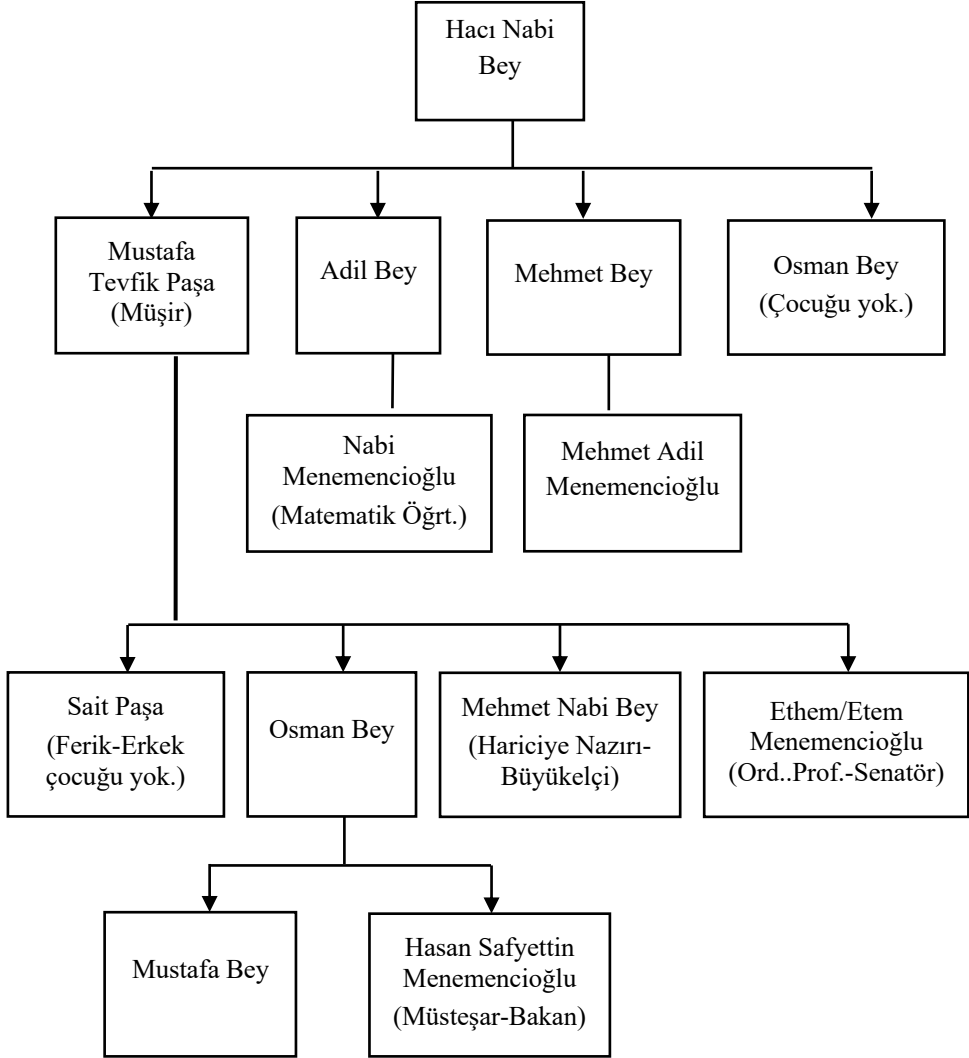 Hacı Nabi
Bey
Mustafa
Tevfik Paşa
(Müşir)
Adil Bey
Mehmet Bey
Osman Bey
(Çocuğu yok.)
Nabi
Menemencioğlu
(Matematik Öğrt.)
Mehmet Adil
Menemencioğlu
Sait Paşa
(Ferik-Erkek
çocuğu yok.)
Osman Bey
Mehmet Nabi Bey
(Hariciye Nazırı-
Büyükelçi)
Ethem/Etem
Menemencioğlu
(Ord..Prof.-Senatör)
Mustafa Bey
Hasan Safyettin
Menemencioğlu
(Müsteşar-Bakan)